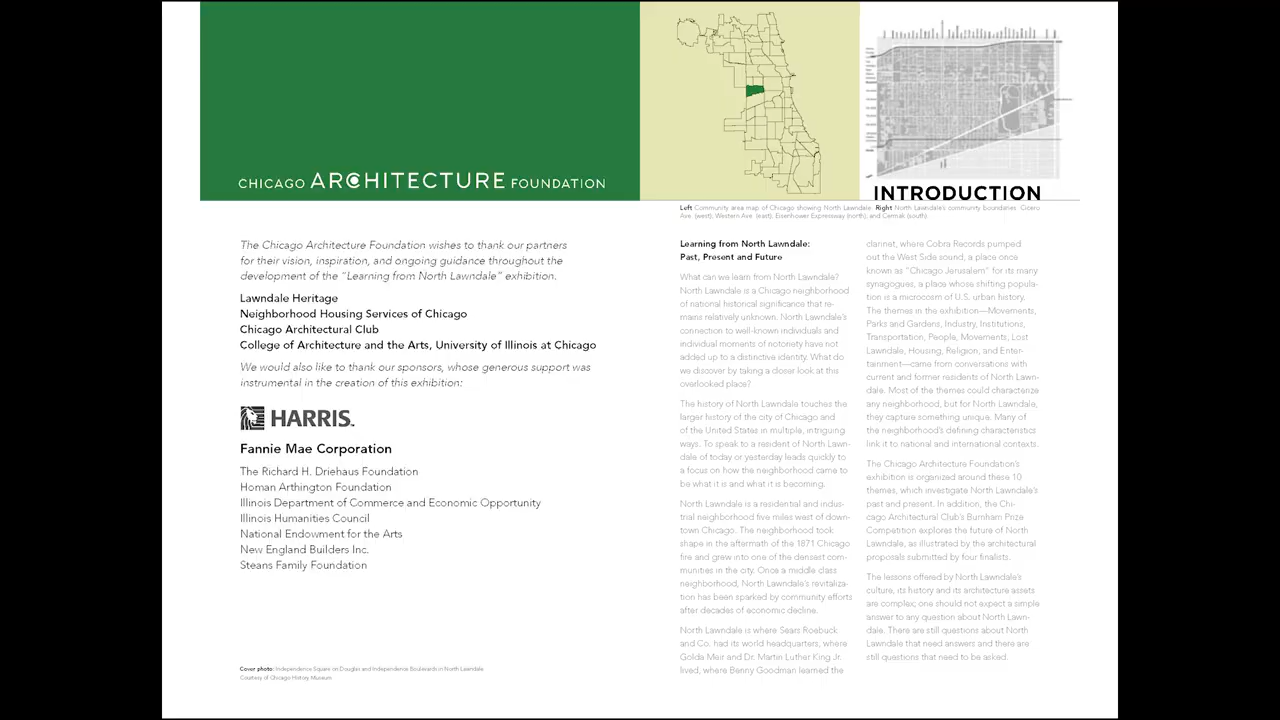 CHICAGO ARCHITECTURE FOUNDATION
The Chicago Architecture Foundation wishes to thank our partners
for their vision, inspiration, and ongoing guidance throughout the
development of the “Learning from North Lawndale” exhibition.
Lawndale Heritage
Neighborhood Housing Services of Chicago
Chicago Architectural Club
College of Architecture and the Arts, University of Illinois at Chicago
We would also like to thank our sponsors, whose generous support was
instrumental in the creation of this exhibition:
HARRIS.
Fannie Mae Corporation
The Richard H. Driehaus Foundation
Homan Arthington Foundation
Illinois Department of Commerce and Economic Opportunity
Illinois Humanities Council
National Endowment for the Arts
New England Builders Inc.
Steans Family Foundation
Cover photo: Independence Square on Douglas and Independence Boulevards in North Lawndale
Courtesy of Chicago History Museum
INTRODUCTION
Left Community area map of Chicago showing North Lawndale. Right North Lawndale's community boundaries: Cicero
Ave. (west), Western Ave. (east), Eisenhower Expressway (north), and Cermak (south).
Learning from North Lawndale:
Past, Present and Future
What can we learn from North Lawndale?
North Lawndale is a Chicago neighborhood
of national historical significance that re-
mains relatively unknown. North Lawndale's
connection to well-known individuals and
individual moments of notoriety have not
added up to a distinctive identity. What do
we discover by taking a closer look at this
overlooked place?
The history of North Lawndale touches the
larger history of the city of Chicago and
of the United States in multiple, intriguing
ways. To speak to a resident of North Lawn-
dale of today or yesterday leads quickly to
a focus on how the neighborhood came to
be what it is and what it is becoming.
North Lawndale is a residential and indus-
trial neighborhood five miles west of down-
town Chicago. The neighborhood took
shape in the aftermath of the 1871 Chicago
fire and grew into one of the densest com-
munities in the city. Once a middle class
neighborhood, North Lawndale's revitaliza-
tion has been sparked by community efforts
after decades of economic decline.
North Lawndale is where Sears Roebuck
and Co. had its world headquarters, where
Golda Meir and Dr. Martin Luther King Jr.
lived, where Benny Goodman learned the
clarinet, where Cobra Records pumped
out the West Side sound, a place once
known as “Chicago Jerusalem” for its many
synagogues, a place whose shifting popula-
tion is a microcosm of U.S. urban history.
The themes in the exhibition—Movements,
Parks and Gardens, Industry, Institutions,
Transportation, People, Movements, Lost
Lawndale, Housing, Religion, and Enter-
tainment—came from conversations with
current and former residents of North Lawn-
dale. Most of the themes could characterize
any neighborhood, but for North Lawndale,
they capture something unique. Many of
the neighborhood's defining characteristics
link it to national and international contexts.
The Chicago Architecture Foundation's
exhibition is organized around these 10
themes, which investigate North Lawndale's
past and present. In addition, the Chi-
cago Architectural Club's Burnham Prize
Competition explores the future of North
Lawndale, as illustrated by the architectural
proposals submitted by four finalists.
The lessons offered by North Lawndale's
culture, its history and its architecture assets
are complex; one should not expect a simple
answer to any question about North Lawn-
dale. There are still questions about North
Lawndale that need answers and there are
still questions that need to be asked.